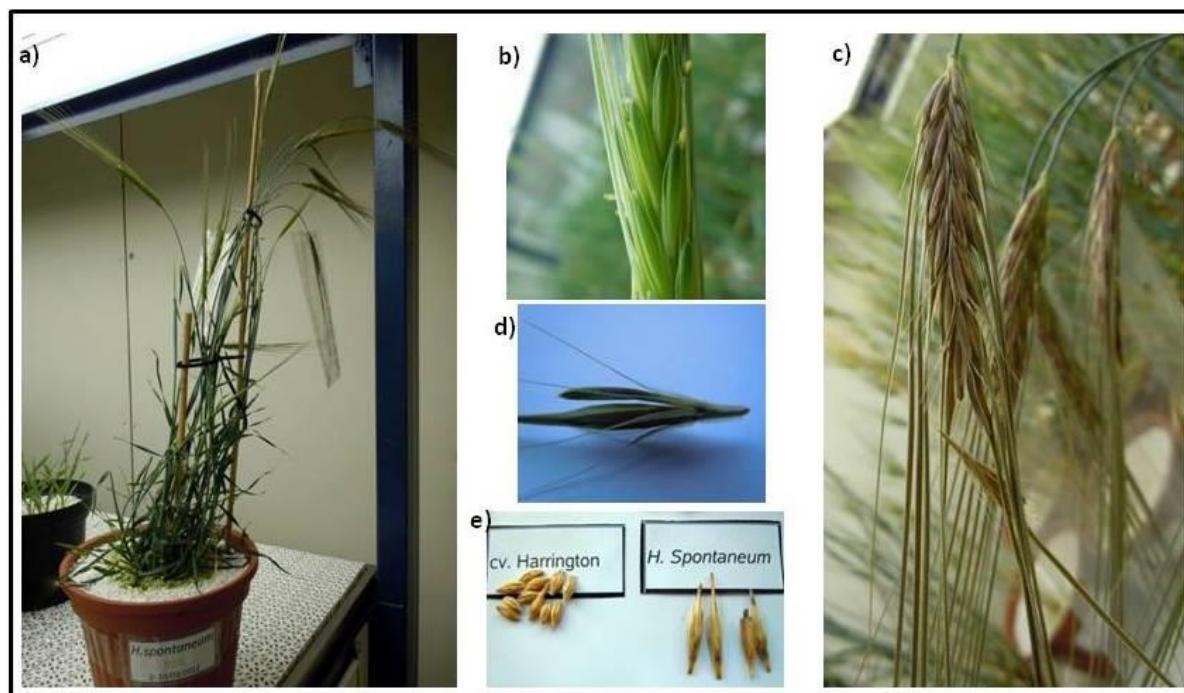 a)
b)
c)
d)
e)
cv. Harrington
H. Spontaneum
H.spontaneum